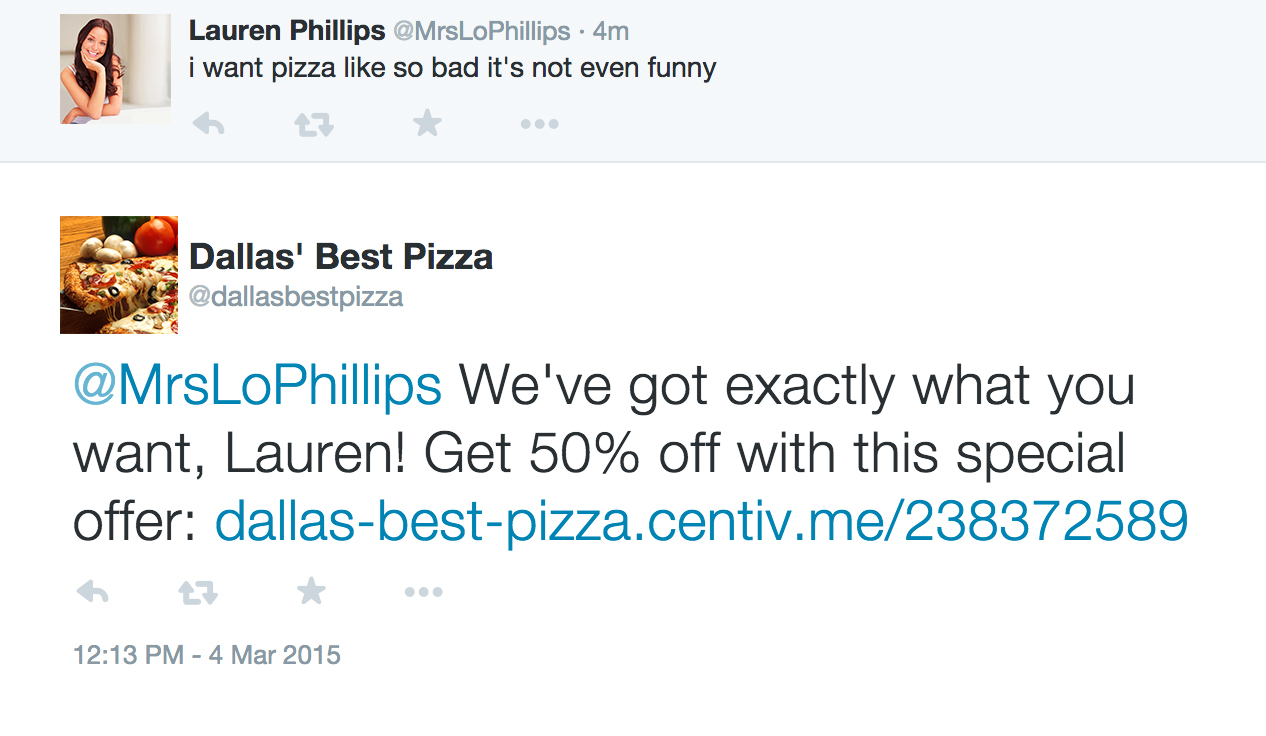 Lauren Phillips @MrsLoPhillips · 4m
i want pizza like so bad it's not even funny
Dallas' Best Pizza
@dallasbestpizza
@MrsLoPhillips We've got exactly what you
want, Lauren! Get 50% off with this special
offer: dallas-best-pizza.centiv.me/238372589
12:13 PM - 4 Mar 2015